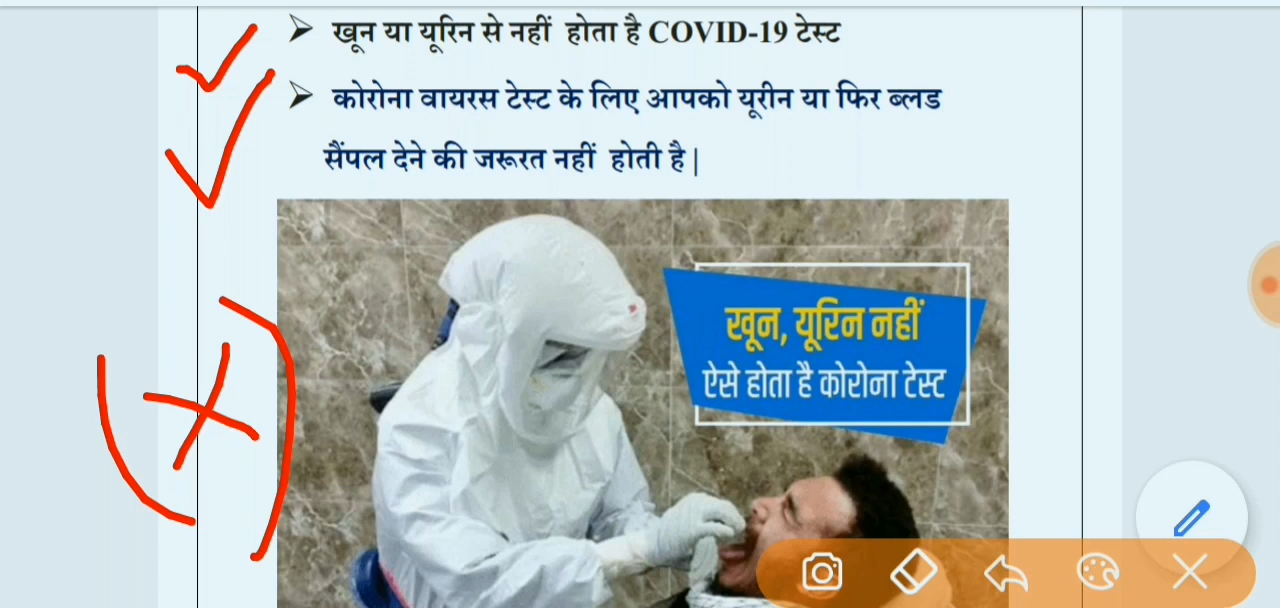 ➢ खून या यूरिन से नहीं होता है COVID-19 टेस्ट
➢ कोरोना वायरस टेस्ट के लिए आपको यूरीन या फिर ब्लड
सैंपल देने की जरूरत नहीं होती है|
खून, यूरिन नहीं
ऐसे होता है कोरोना टेस्ट